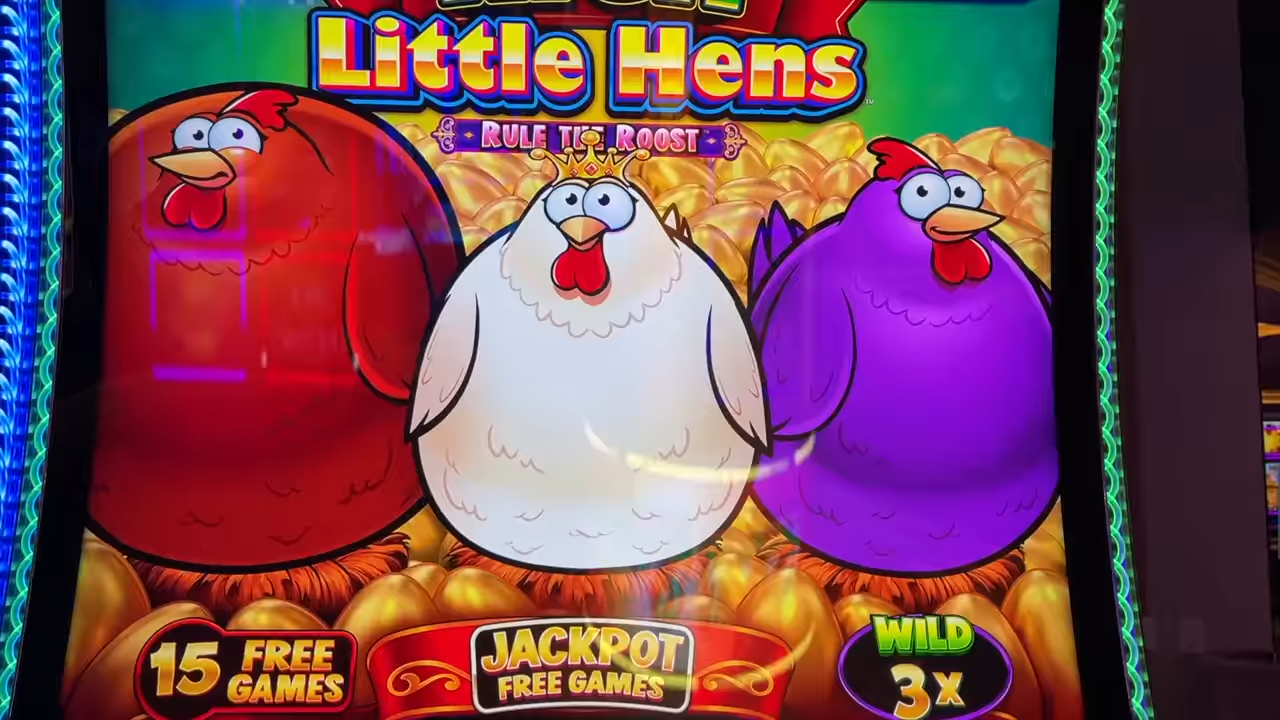 Little Hens
RULE THE ROOST
15 FREE GAMES
JACKPOT
FREE GAMES
WILD
3X